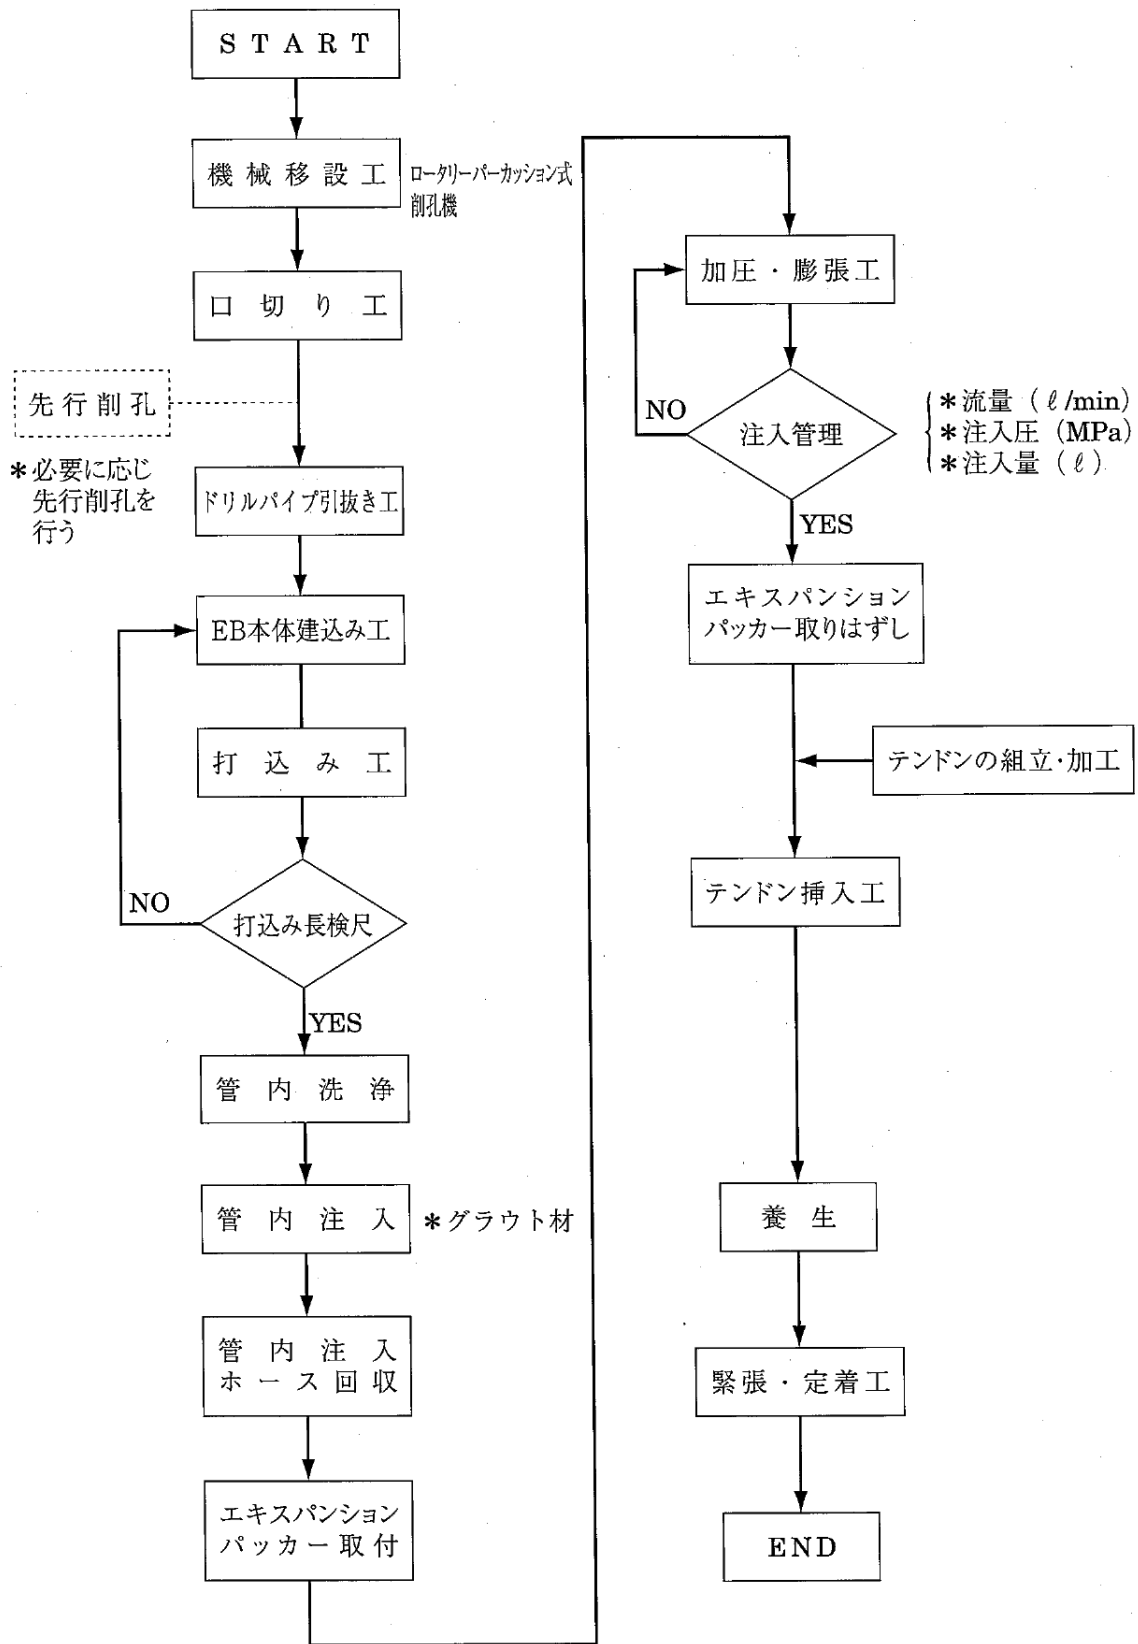 START
機械移設工
ロータリーパーカッション式
削孔機
口切り工
先行削孔
＊必要に応じ
先行削孔を
行う
ドリルパイプ引抜き工
EB本体建込み工
打込み工
NO
打込み長検尺
YES
管内洗浄
管内注入
＊グラウト材
管内注入
ホース回収
エキスパンション
パッカー取付
加圧・膨張工
NO
注入管理
＊流量（ℓ/min）
＊注入圧（MPa）
＊注入量（ℓ）
YES
エキスパンション
パッカー取りはずし
テンドンの組立・加工
テンドン挿入工
養生
緊張・定着工
END